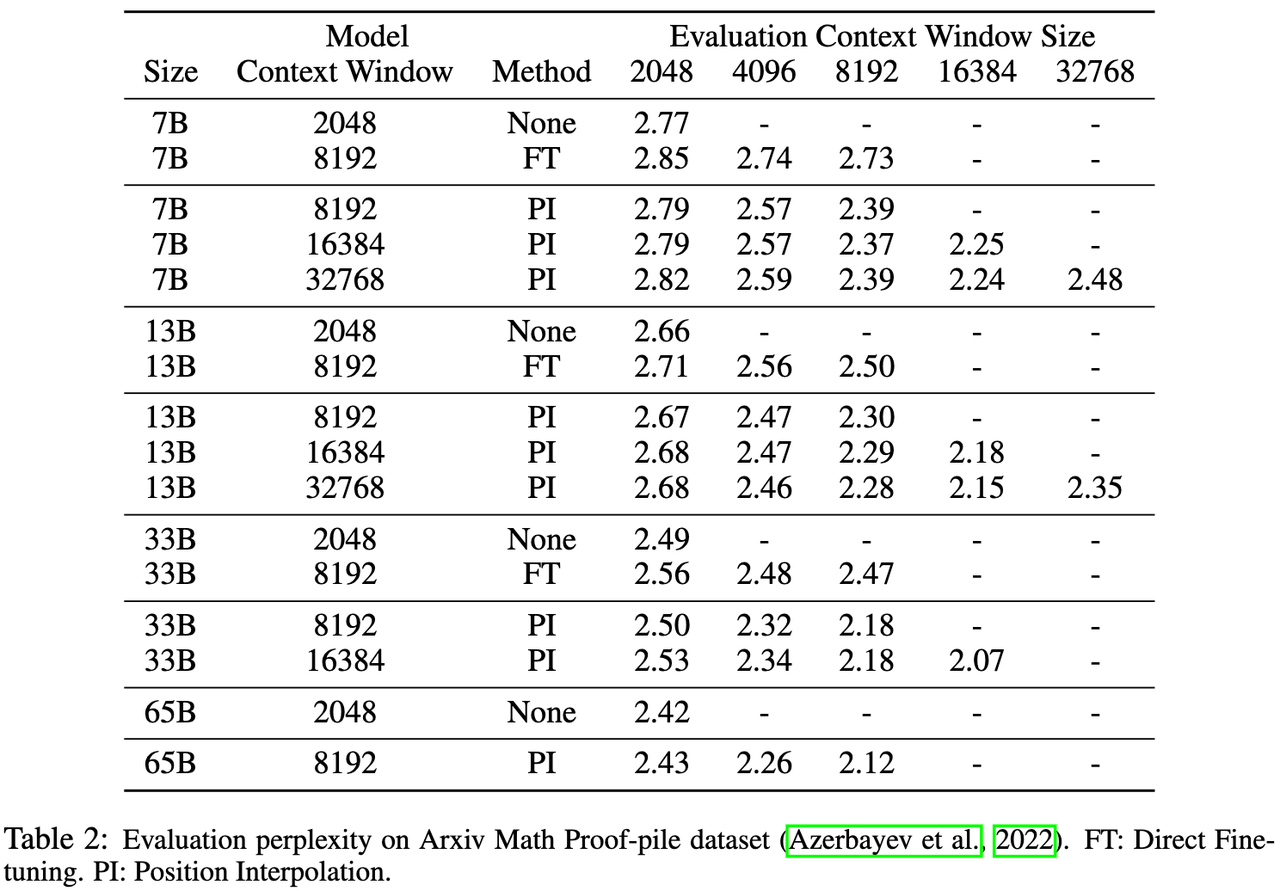 Model Evaluation Context Window Size
Size Context Window Method 2048 4096 8192 16384 32768
7B 2048 None 2.77 - - - -
7B 8192 FT 2.85 2.74 2.73 - -
7B 8192 PI 2.79 2.57 2.39 - -
7B 16384 PI 2.79 2.57 2.37 2.25 -
7B 32768 PI 2.82 2.59 2.39 2.24 2.48
13B 2048 None 2.66 - - - -
13B 8192 FT 2.71 2.56 2.50 - -
13B 8192 PI 2.67 2.47 2.30 - -
13B 16384 PI 2.68 2.47 2.29 2.18 -
13B 32768 PI 2.68 2.46 2.28 2.15 2.35
33B 2048 None 2.49 - - - -
33B 8192 FT 2.56 2.48 2.47 - -
33B 8192 PI 2.50 2.32 2.18 - -
33B 16384 PI 2.53 2.34 2.18 2.07 -
65B 2048 None 2.42 - - - -
65B 8192 PI 2.43 2.26 2.12 - -
Table 2: Evaluation perplexity on Arxiv Math Proof-pile dataset (Azerbayev et al., 2022). FT: Direct Fine-
tuning. PI: Position Interpolation.